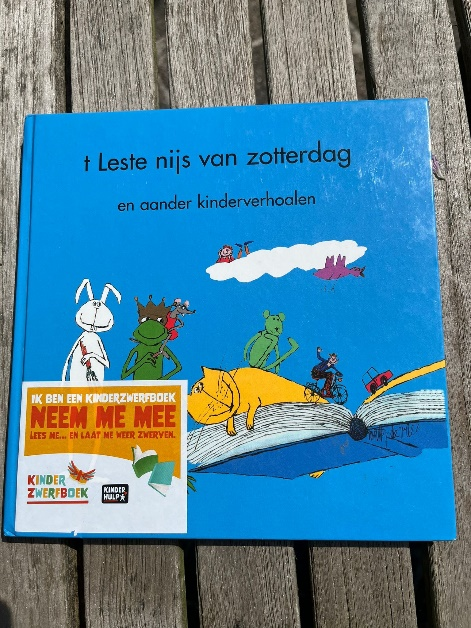 t Leste nijs van zotterdag
en aander kinderverhoalen
IK BEN EEN KINDERZWERFBOEK
NEEM ME MEE
LEES ME... EN LAAT ME WEER ZWERVEN.
KINDER
ZWERFBOEK
KINDER
HULP